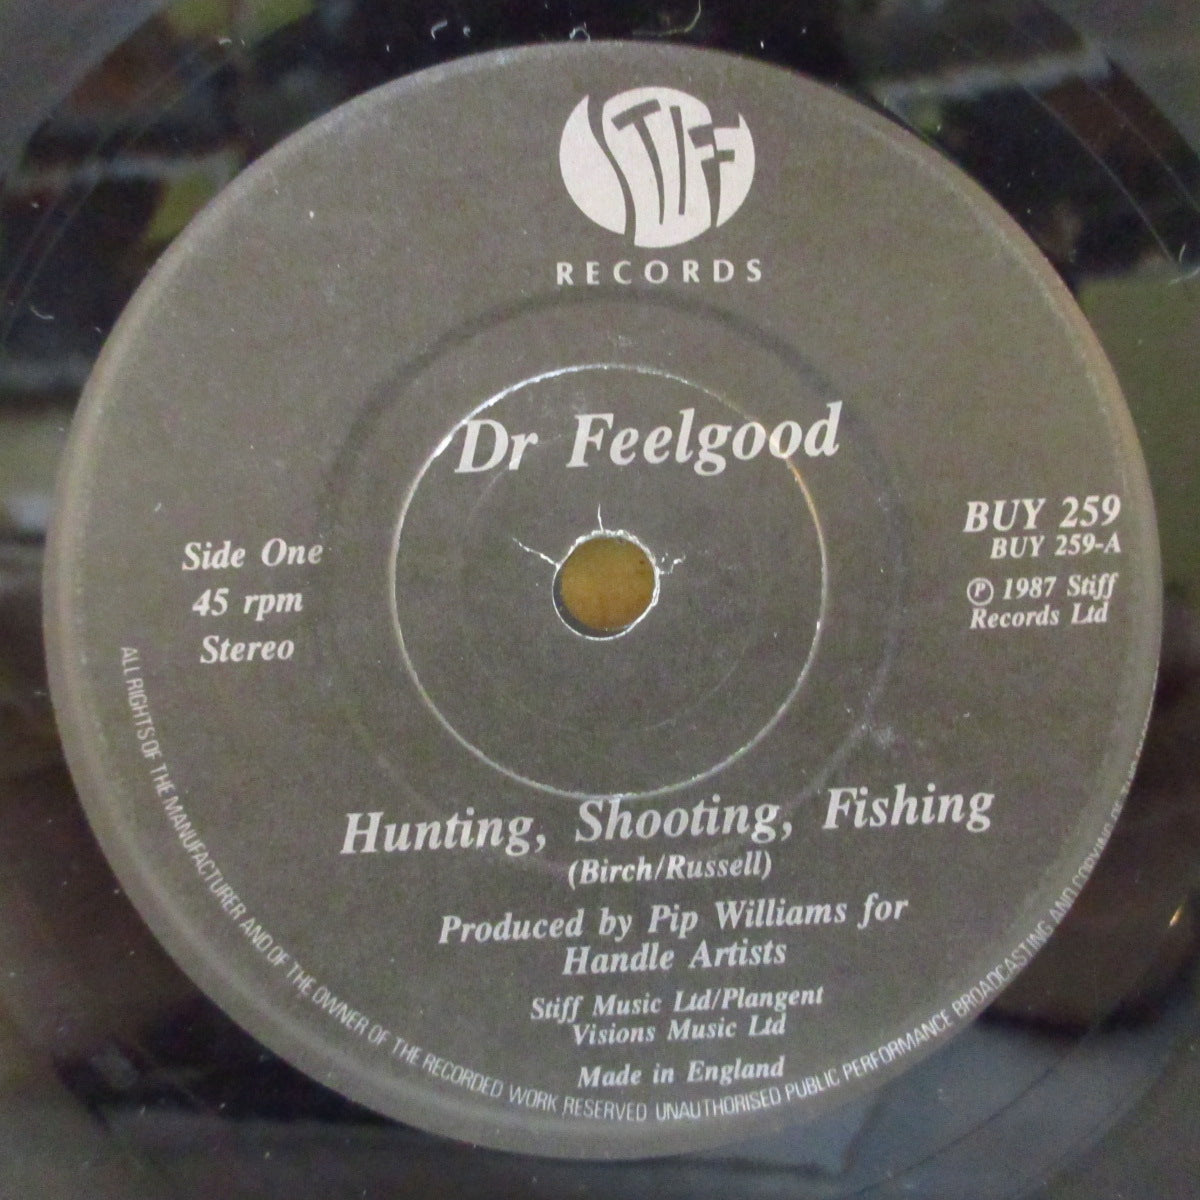 STIFF
RECORDS
Dr Feelgood
Side One
45 rpm
Stereo
BUY 259
BUY 259-A
Ⓟ 1987 Stiff
Records Ltd
Hunting, Shooting, Fishing
(Birch/Russell)
Produced by Pip Williams for
Handle Artists
Stiff Music Ltd/Plangent
Visions Music Ltd
Made in England
ALL RIGHTS OF THE MANUFACTURER AND OF THE OWNER OF THE RECORDED WORK RESERVED UNAUTHORISED PUBLIC PERFORMANCE BROADCASTING AND COPYING OF